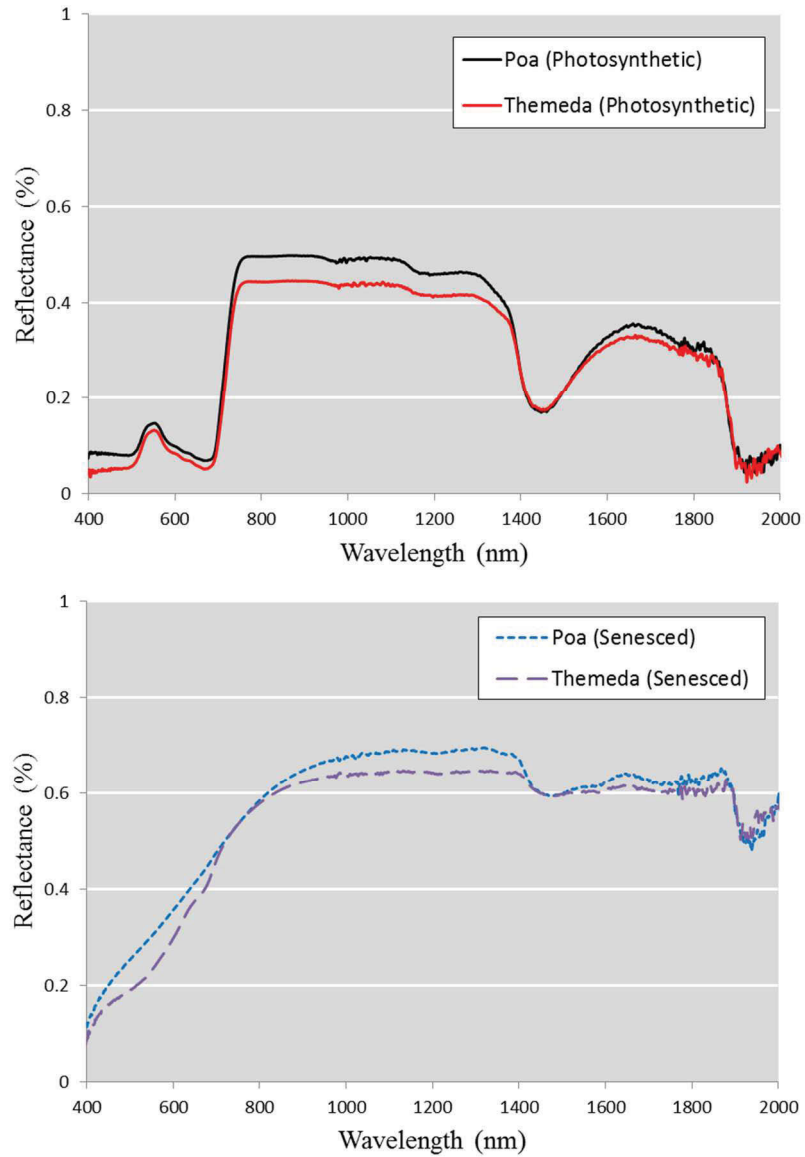 Poa (Photosynthetic)
Themeda (Photosynthetic)
Reflectance (%)
1
0.8
0.6
0.4
0.2
0
400 600 800 1000 1200 1400 1600 1800 2000
Wavelength (nm)
Poa (Senesced)
Themeda (Senesced)
Reflectance (%)
1
0.8
0.6
0.4
0.2
0
400 600 800 1000 1200 1400 1600 1800 2000
Wavelength (nm)